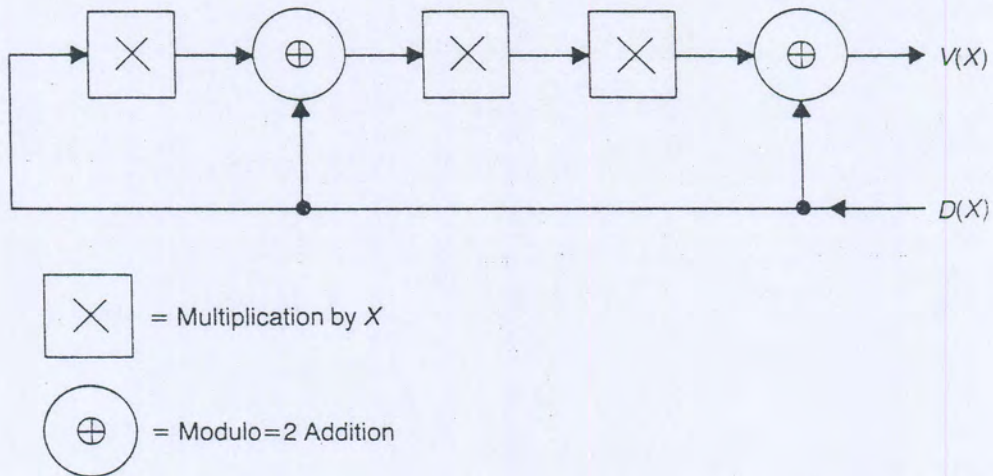 V(X)
D(X)
= Multiplication by X
= Modulo=2 Addition